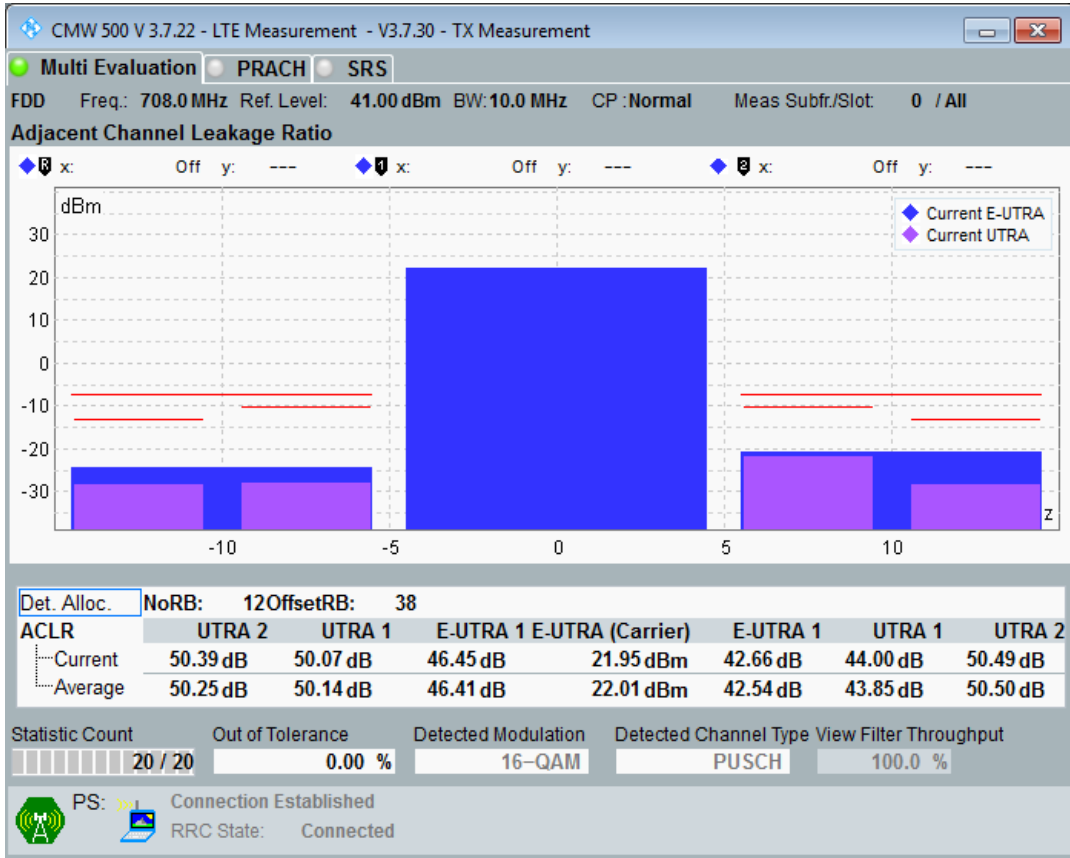 CMW 500 V 3.7.22 - LTE Measurement - V3.7.30 - TX Measurement
Multi Evaluation PRACH SRS
FDD Freq.: 708.0 MHz Ref. Level: 41.00 dBm BW: 10.0 MHz CP : Normal Meas Subfr./Slot: 0 / All
Adjacent Channel Leakage Ratio
R x: Off y: --- 1 x: Off y: --- 2 x: Off y: ---
dBm
Current E-UTRA
Current UTRA
30
20
10
0
-10
-20
-30
z
-10 -5 0 5 10
Det. Alloc. NoRB: 12 OffsetRB: 38
ACLR UTRA 2 UTRA 1 E-UTRA 1 E-UTRA (Carrier) E-UTRA 1 UTRA 1 UTRA 2
Current 50.39 dB 50.07 dB 46.45 dB 21.95 dBm 42.66 dB 44.00 dB 50.49 dB
Average 50.25 dB 50.14 dB 46.41 dB 22.01 dBm 42.54 dB 43.85 dB 50.50 dB
Statistic Count Out of Tolerance Detected Modulation Detected Channel Type View Filter Throughput
20 / 20 0.00 % 16-QAM PUSCH 100.0 %
PS: Connection Established
RRC State: Connected